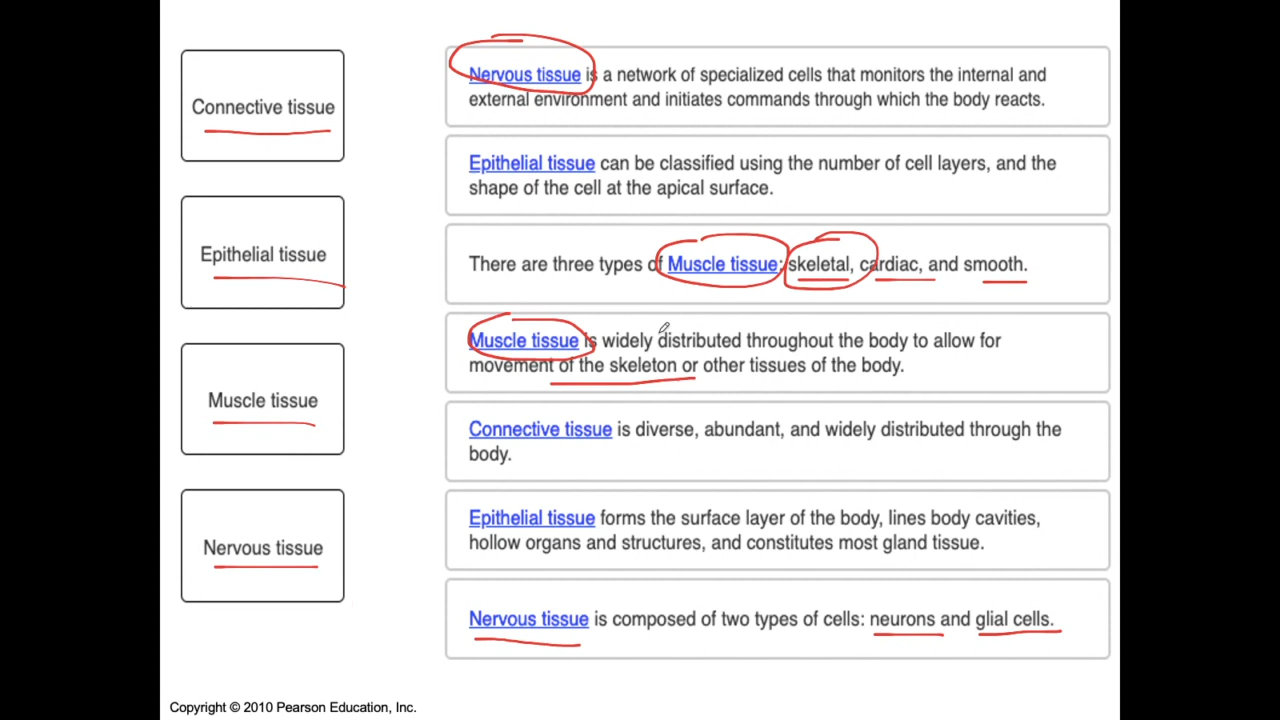 Connective tissue
Epithelial tissue
Muscle tissue
Nervous tissue
Nervous tissue is a network of specialized cells that monitors the internal and
external environment and initiates commands through which the body reacts.
Epithelial tissue can be classified using the number of cell layers, and the
shape of the cell at the apical surface.
There are three types of Muscle tissue: skeletal, cardiac, and smooth.
Muscle tissue is widely distributed throughout the body to allow for
movement of the skeleton or other tissues of the body.
Connective tissue is diverse, abundant, and widely distributed through the
body.
Epithelial tissue forms the surface layer of the body, lines body cavities,
hollow organs and structures, and constitutes most gland tissue.
Nervous tissue is composed of two types of cells: neurons and glial cells.
Copyright © 2010 Pearson Education, Inc.